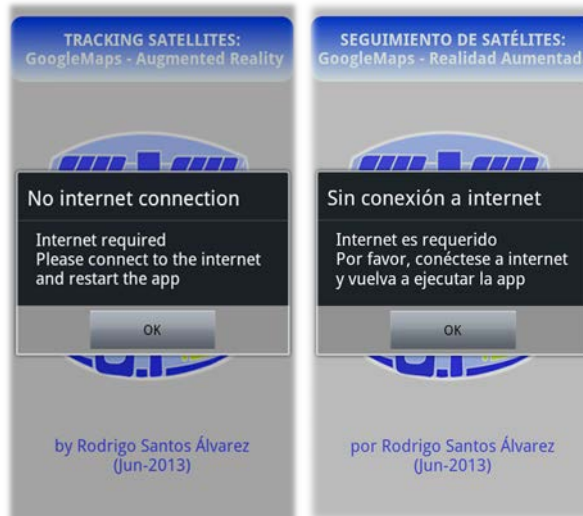 TRACKING SATELLITES:
GoogleMaps - Augmented Reality
No internet connection
Internet required
Please connect to the internet
and restart the app
OK
by Rodrigo Santos Álvarez
(Jun-2013)
SEGUIMIENTO DE SATÉLITES:
GoogleMaps - Realidad Aumentad
Sin conexión a internet
Internet es requerido
Por favor, conéctese a internet
y vuelva a ejecutar la app
OK
por Rodrigo Santos Álvarez
(Jun-2013)